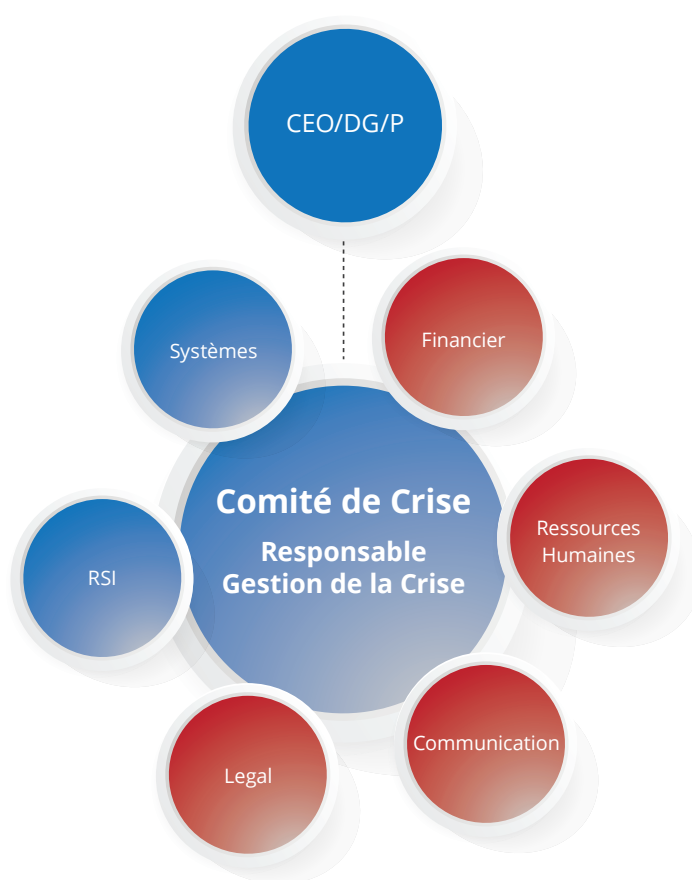 CEO/DG/P
Systèmes
Financier
Comité de Crise
Responsable
Gestion de la Crise
Ressources
Humaines
RSI
Communication
Legal